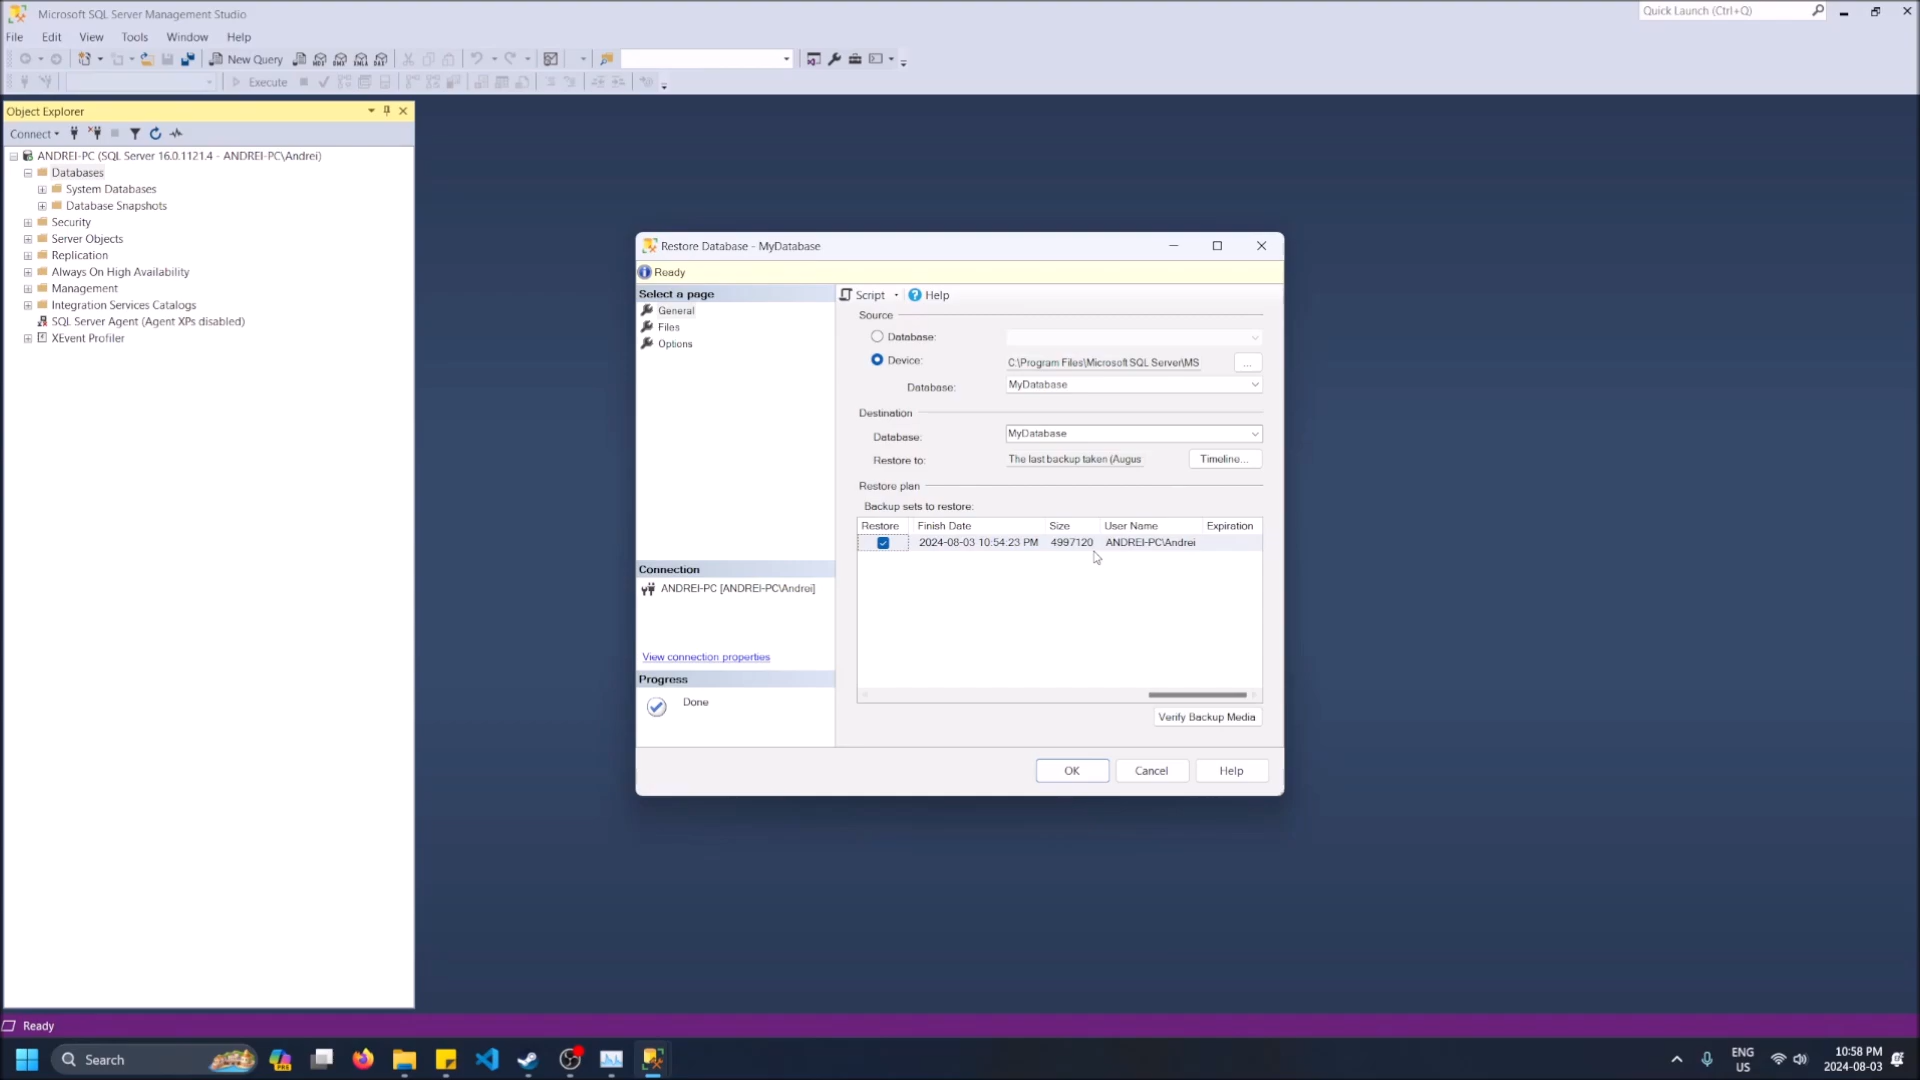 Microsoft SQL Server Management Studio
Quick Launch (Ctrl+Q)
File Edit View Tools Window Help
New Query
Execute
Object Explorer
Connect
ANDREI-PC (SQL Server 16.0.1121.4 - ANDREI-PC\Andrei)
Databases
System Databases
Database Snapshots
Security
Server Objects
Replication
Always On High Availability
Management
Integration Services Catalogs
SQL Server Agent (Agent XPs disabled)
XEvent Profiler
Restore Database - MyDatabase
Ready
Select a page
General
Files
Options
Connection
ANDREI-PC [ANDREI-PC\Andrei]
View connection properties
Progress
Done
Script Help
Source
Database:
Device: C:\Program Files\Microsoft SQL Server\MS ...
Database: MyDatabase
Destination
Database: MyDatabase
Restore to: The last backup taken (Augus Timeline...
Restore plan
Backup sets to restore:
Restore Finish Date Size User Name Expiration
2024-08-03 10:54:23 PM 4997120 ANDREI-PC\Andrei
Verify Backup Media
OK Cancel Help
Ready
Search
ENG
US
10:58 PM
2024-08-03